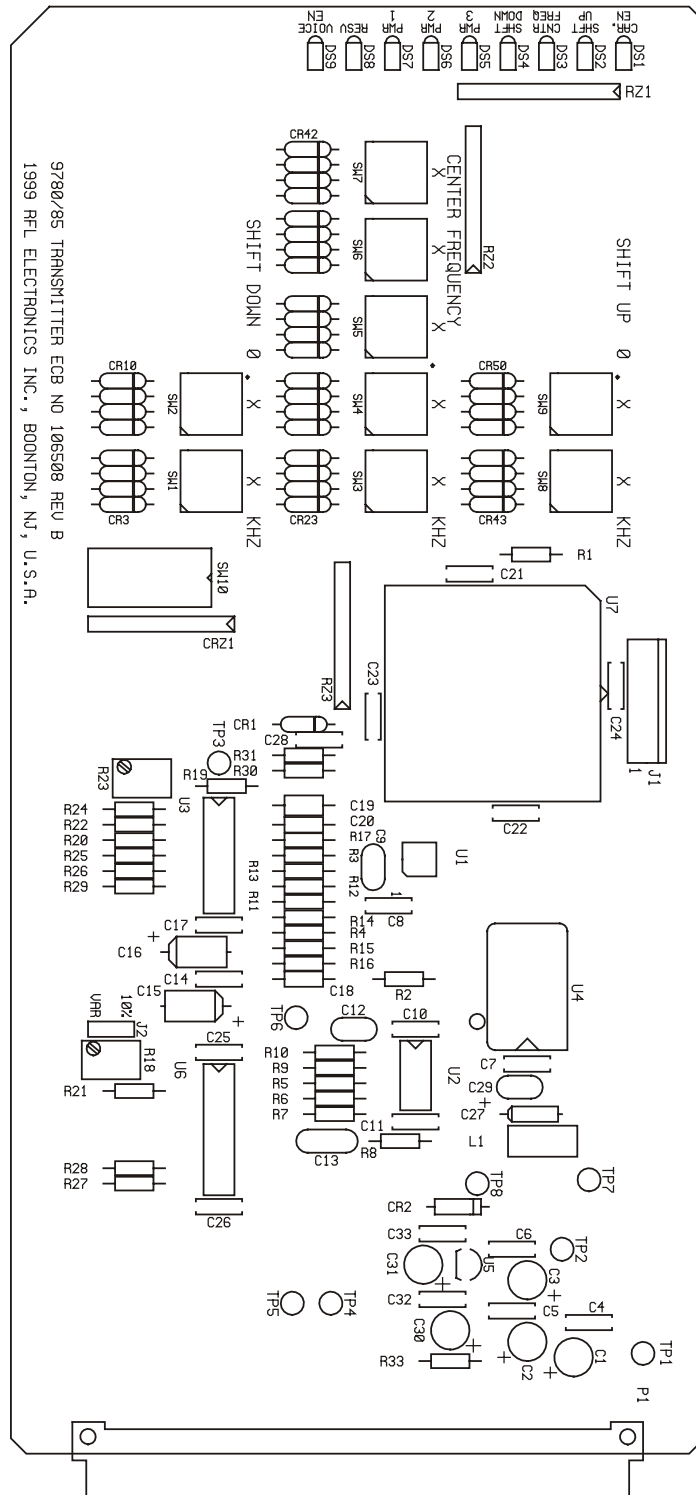 VOICE EN
RESV
PWR 1
PWR 2
PWR 3
SHFT DOWN
CNTR FREQ
SHFT UP
CAR. EN
DS9
DS8
DS7
DS6
DS5
DS4
DS3
DS2
DS1
RZ1
CR42
SW7
X
CENTER FREQUENCY
RZ2
SW6
X
SHIFT DOWN 0
SHIFT UP 0
SW5
X
9780/85 TRANSMITTER ECB NO 106508 REV B
1999 RFL ELECTRONICS INC., BOONTON, NJ, U.S.A.
CR10
SW2
X
SW4
X
CR50
SW9
X
CR3
SW1
X
KHZ
CR23
SW3
X
KHZ
CR43
SW8
X
KHZ
SW10
CRZ1
R1
C21
U7
RZ3
C23
C24
J1
1
CR1
C28
TP3
R31
R30
R19
R23
U3
C22
R24
R22
R20
R25
R26
R29
C19
C20
R17
C9
R3
R13
R12
R11
U1
1
C8
R14
R4
R15
R16
C18
C17
+
C16
C14
C15
+
R2
U4
VAR
10%
J2
TP6
C12
C10
C25
R18
U6
R21
R10
R9
R5
R6
R7
U2
C7
C29
+
C27
L1
C11
R8
C13
R28
R27
C26
TP8
TP7
CR2
C33
C6
TP2
C31
+
U5
C3
+
C32
C5
C4
TP5
TP4
C30
+
C2
+
C1
+
TP1
R33
P1